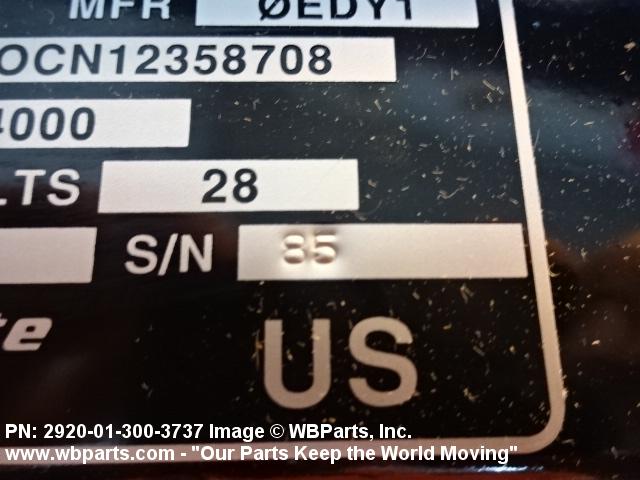 MFR ØEDY1
OCN12358708
4000
LTS 28
S/N 85
te
US
PN: 2920-01-300-3737 Image © WBParts, Inc.
www.wbparts.com - "Our Parts Keep the World Moving"